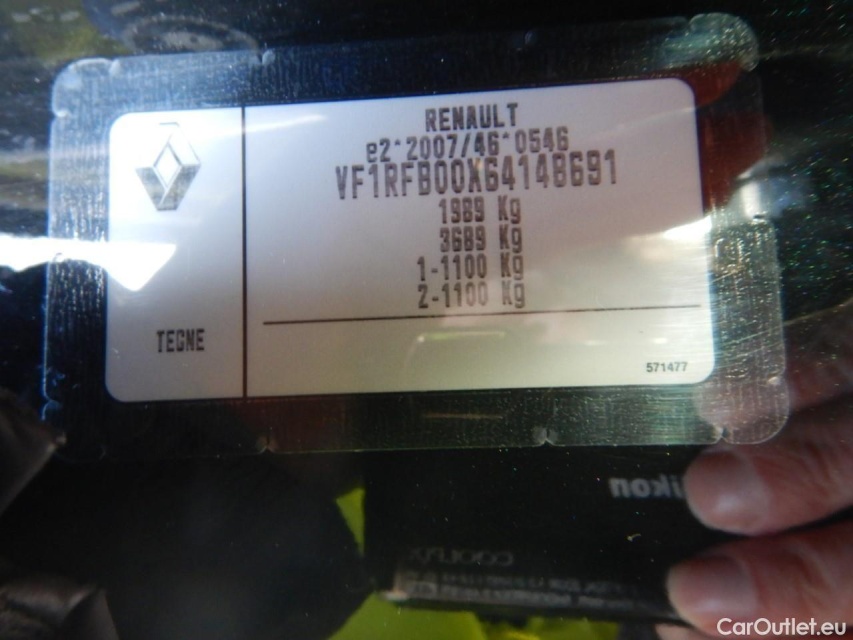 RENAULT
e2*2007/46*0546
VF1RFB00X64148691
1989 Kg
3689 Kg
1-1100 Kg
2-1100 Kg
TECNE
571477
CarOutlet.eu